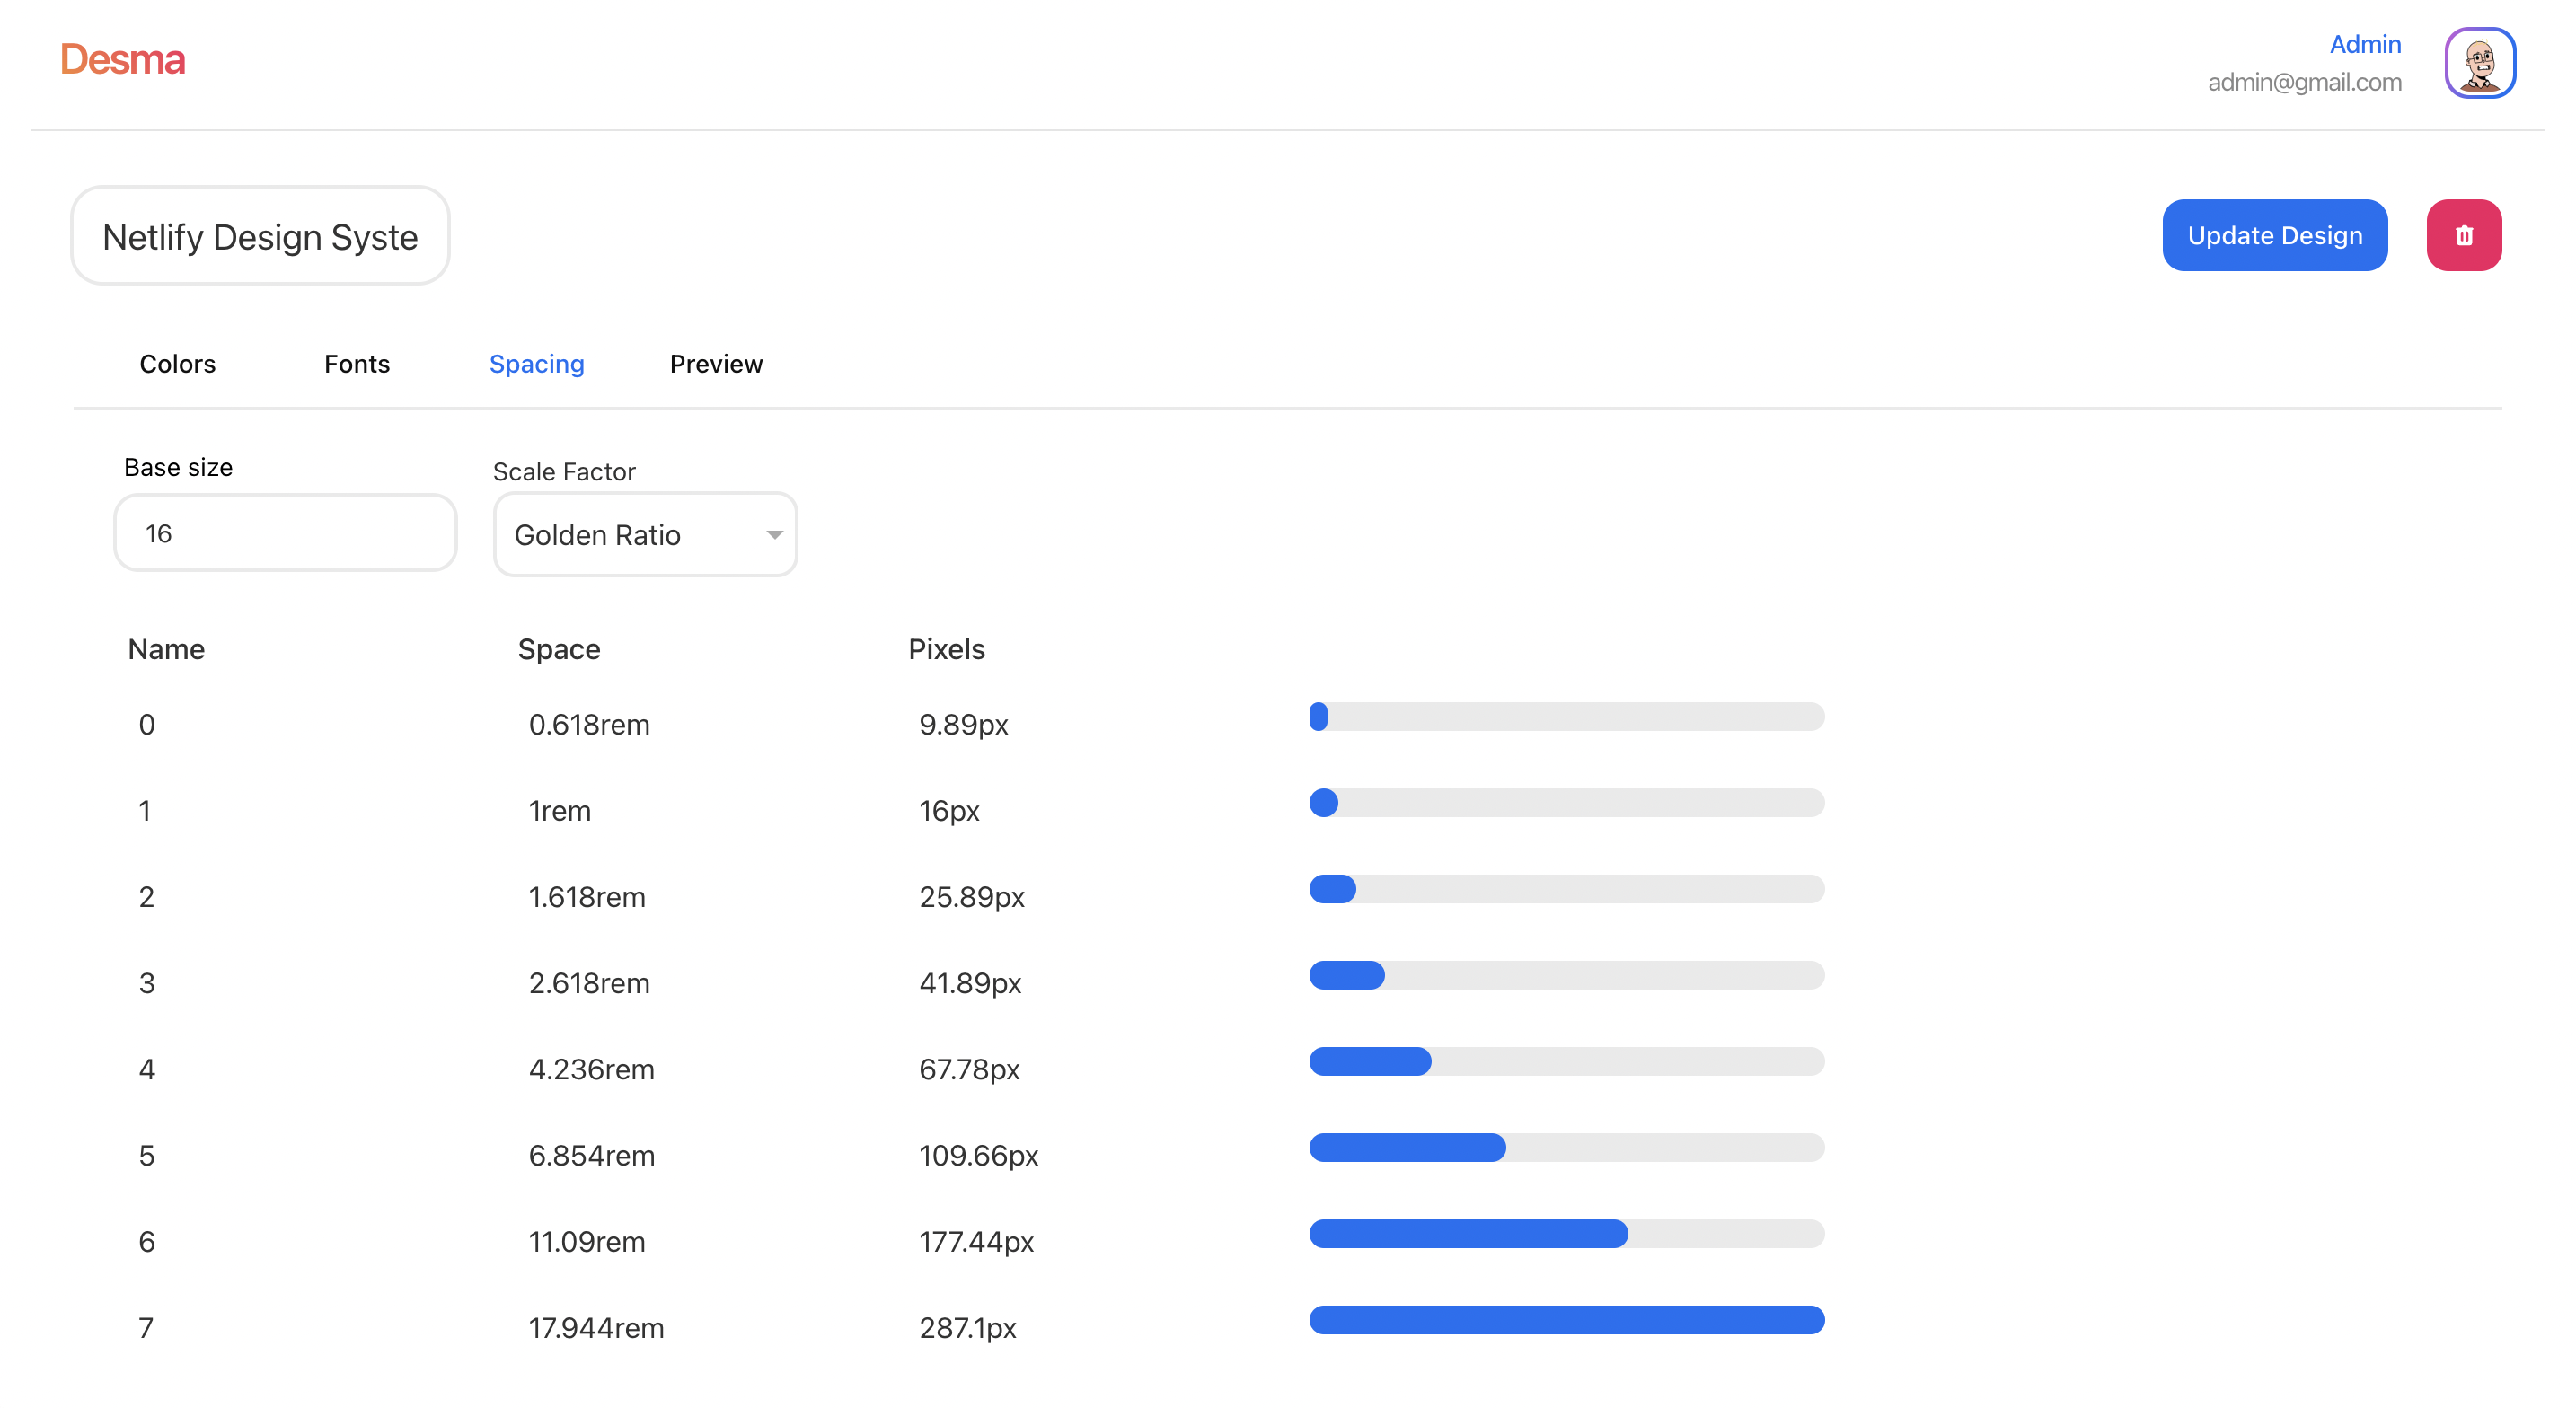 Desma
Admin
admin@gmail.com
Netlify Design Syste
Update Design
Colors Fonts Spacing Preview
Base size
Scale Factor
16
Golden Ratio
Name Space Pixels
0 0.618rem 9.89px
1 1rem 16px
2 1.618rem 25.89px
3 2.618rem 41.89px
4 4.236rem 67.78px
5 6.854rem 109.66px
6 11.09rem 177.44px
7 17.944rem 287.1px